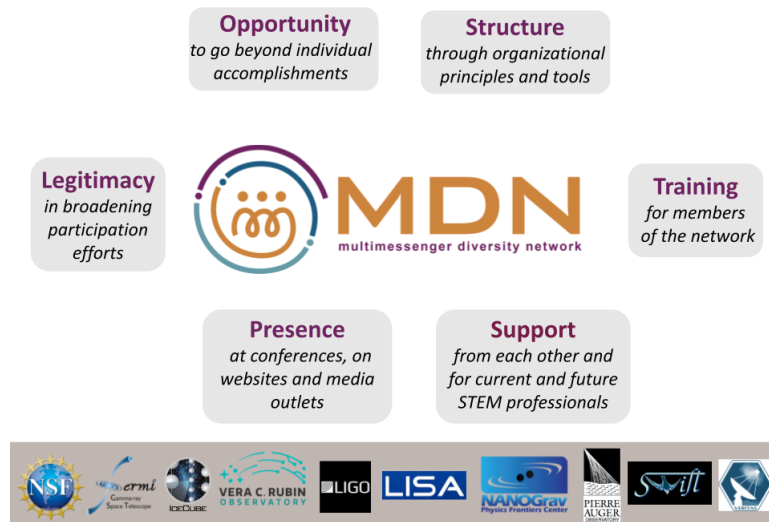 Opportunity
to go beyond individual
accomplishments
Structure
through organizational
principles and tools
Legitimacy
in broadening
participation
efforts
MDN
multimessenger diversity network
Training
for members
of the network
Presence
at conferences, on
websites and media
outlets
Support
from each other and
for current and future
STEM professionals
NSF
Fermi
Gamma-ray
Space Telescope
ICECUBE
VERA C. RUBIN
OBSERVATORY
LIGO
LISA
NANOGrav
Physics Frontiers Center
PIERRE
AUGER
OBSERVATORY
Swift
VERITAS